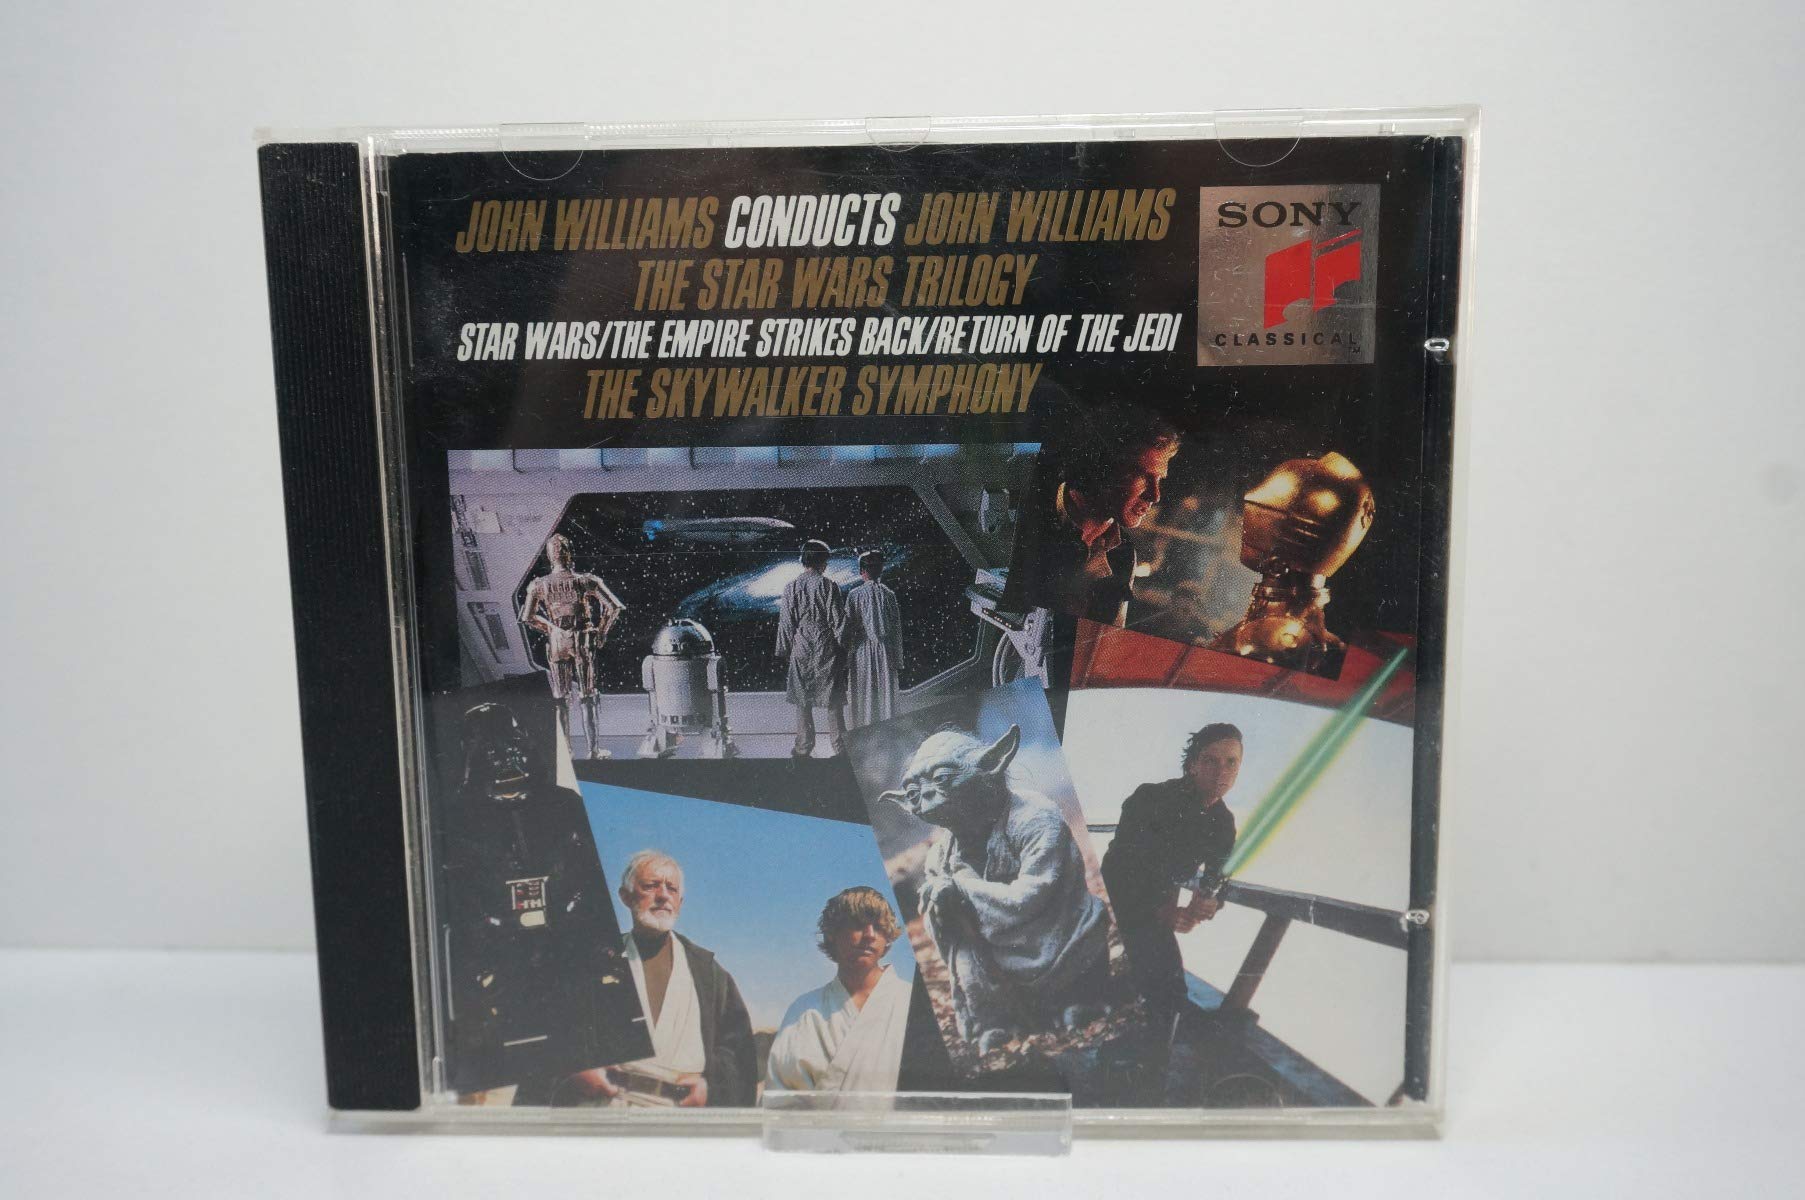 JOHN WILLIAMS CONDUCTS JOHN WILLIAMS
THE STAR WARS TRILOGY
STAR WARS/THE EMPIRE STRIKES BACK/RETURN OF THE JEDI
THE SKYWALKER SYMPHONY
SONY
CLASSICAL
TM